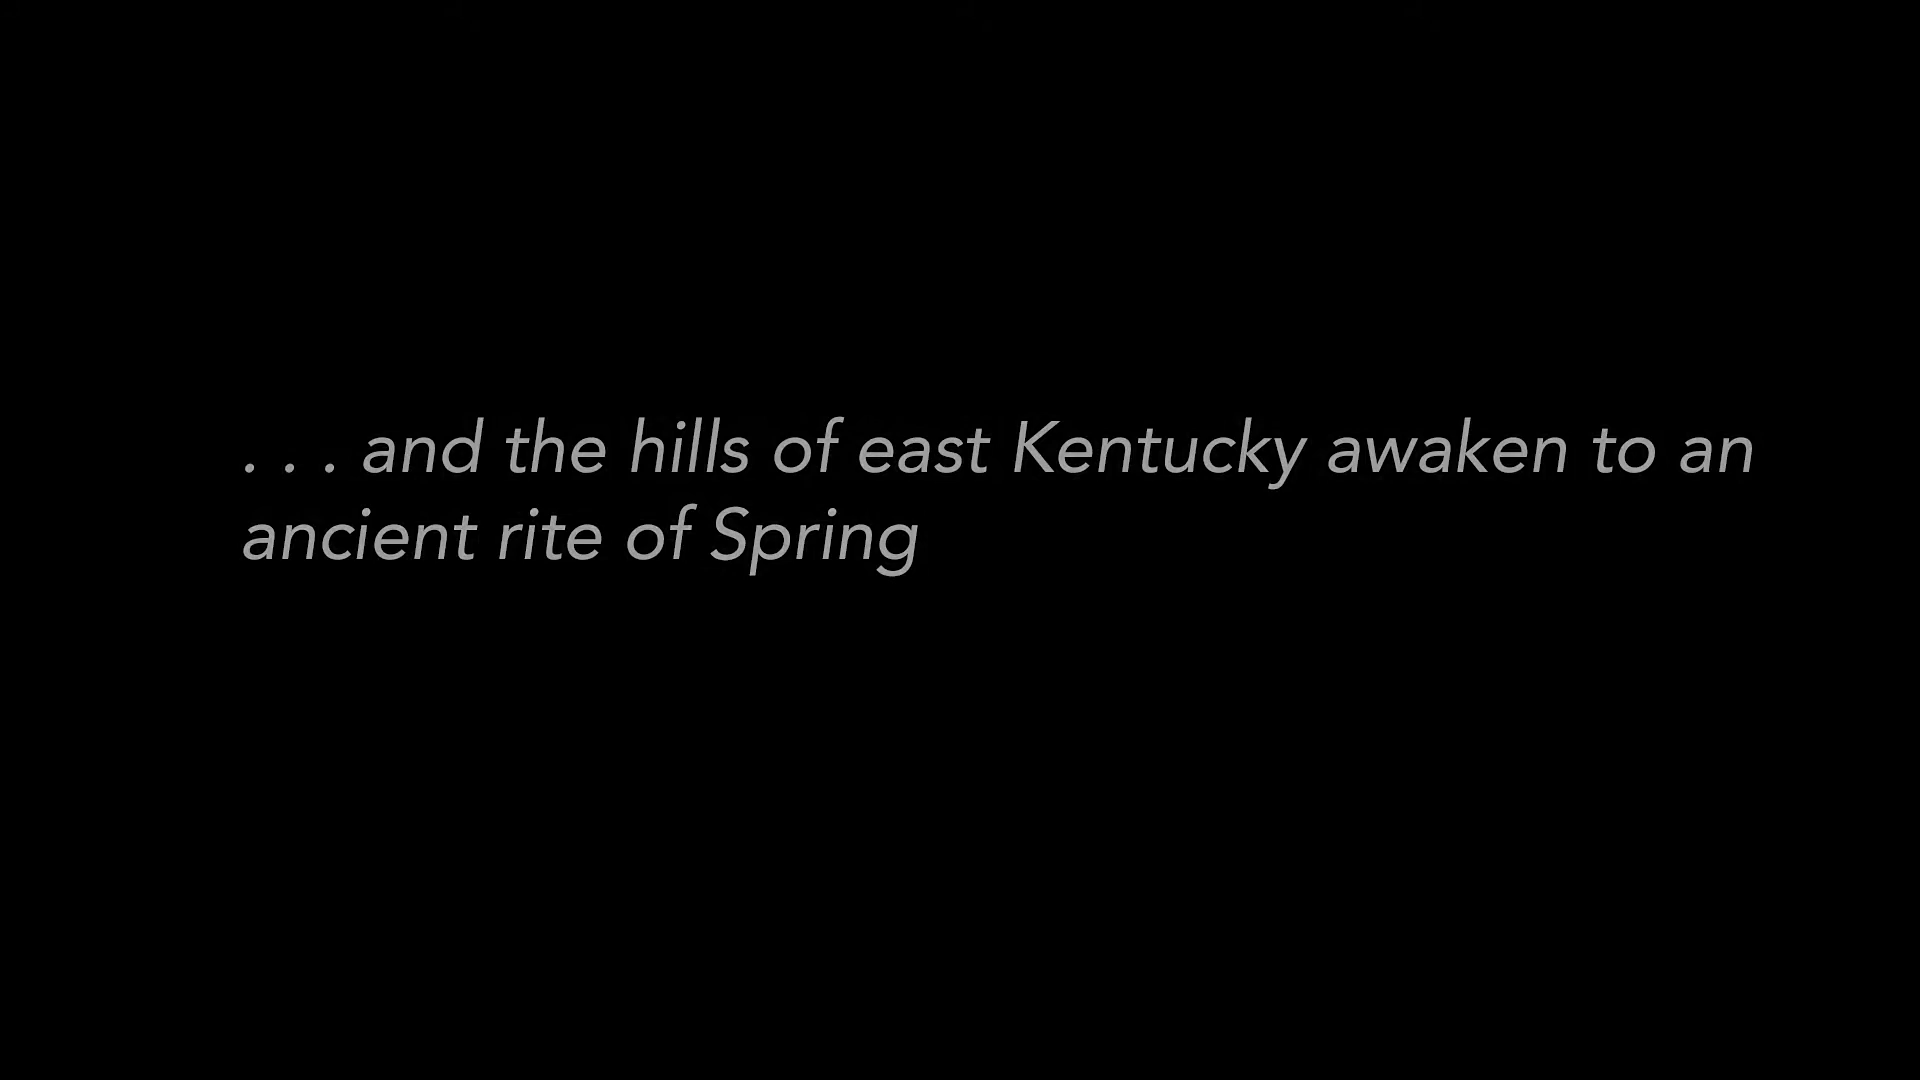 . . . and the hills of east Kentucky awaken to an
ancient rite of Spring